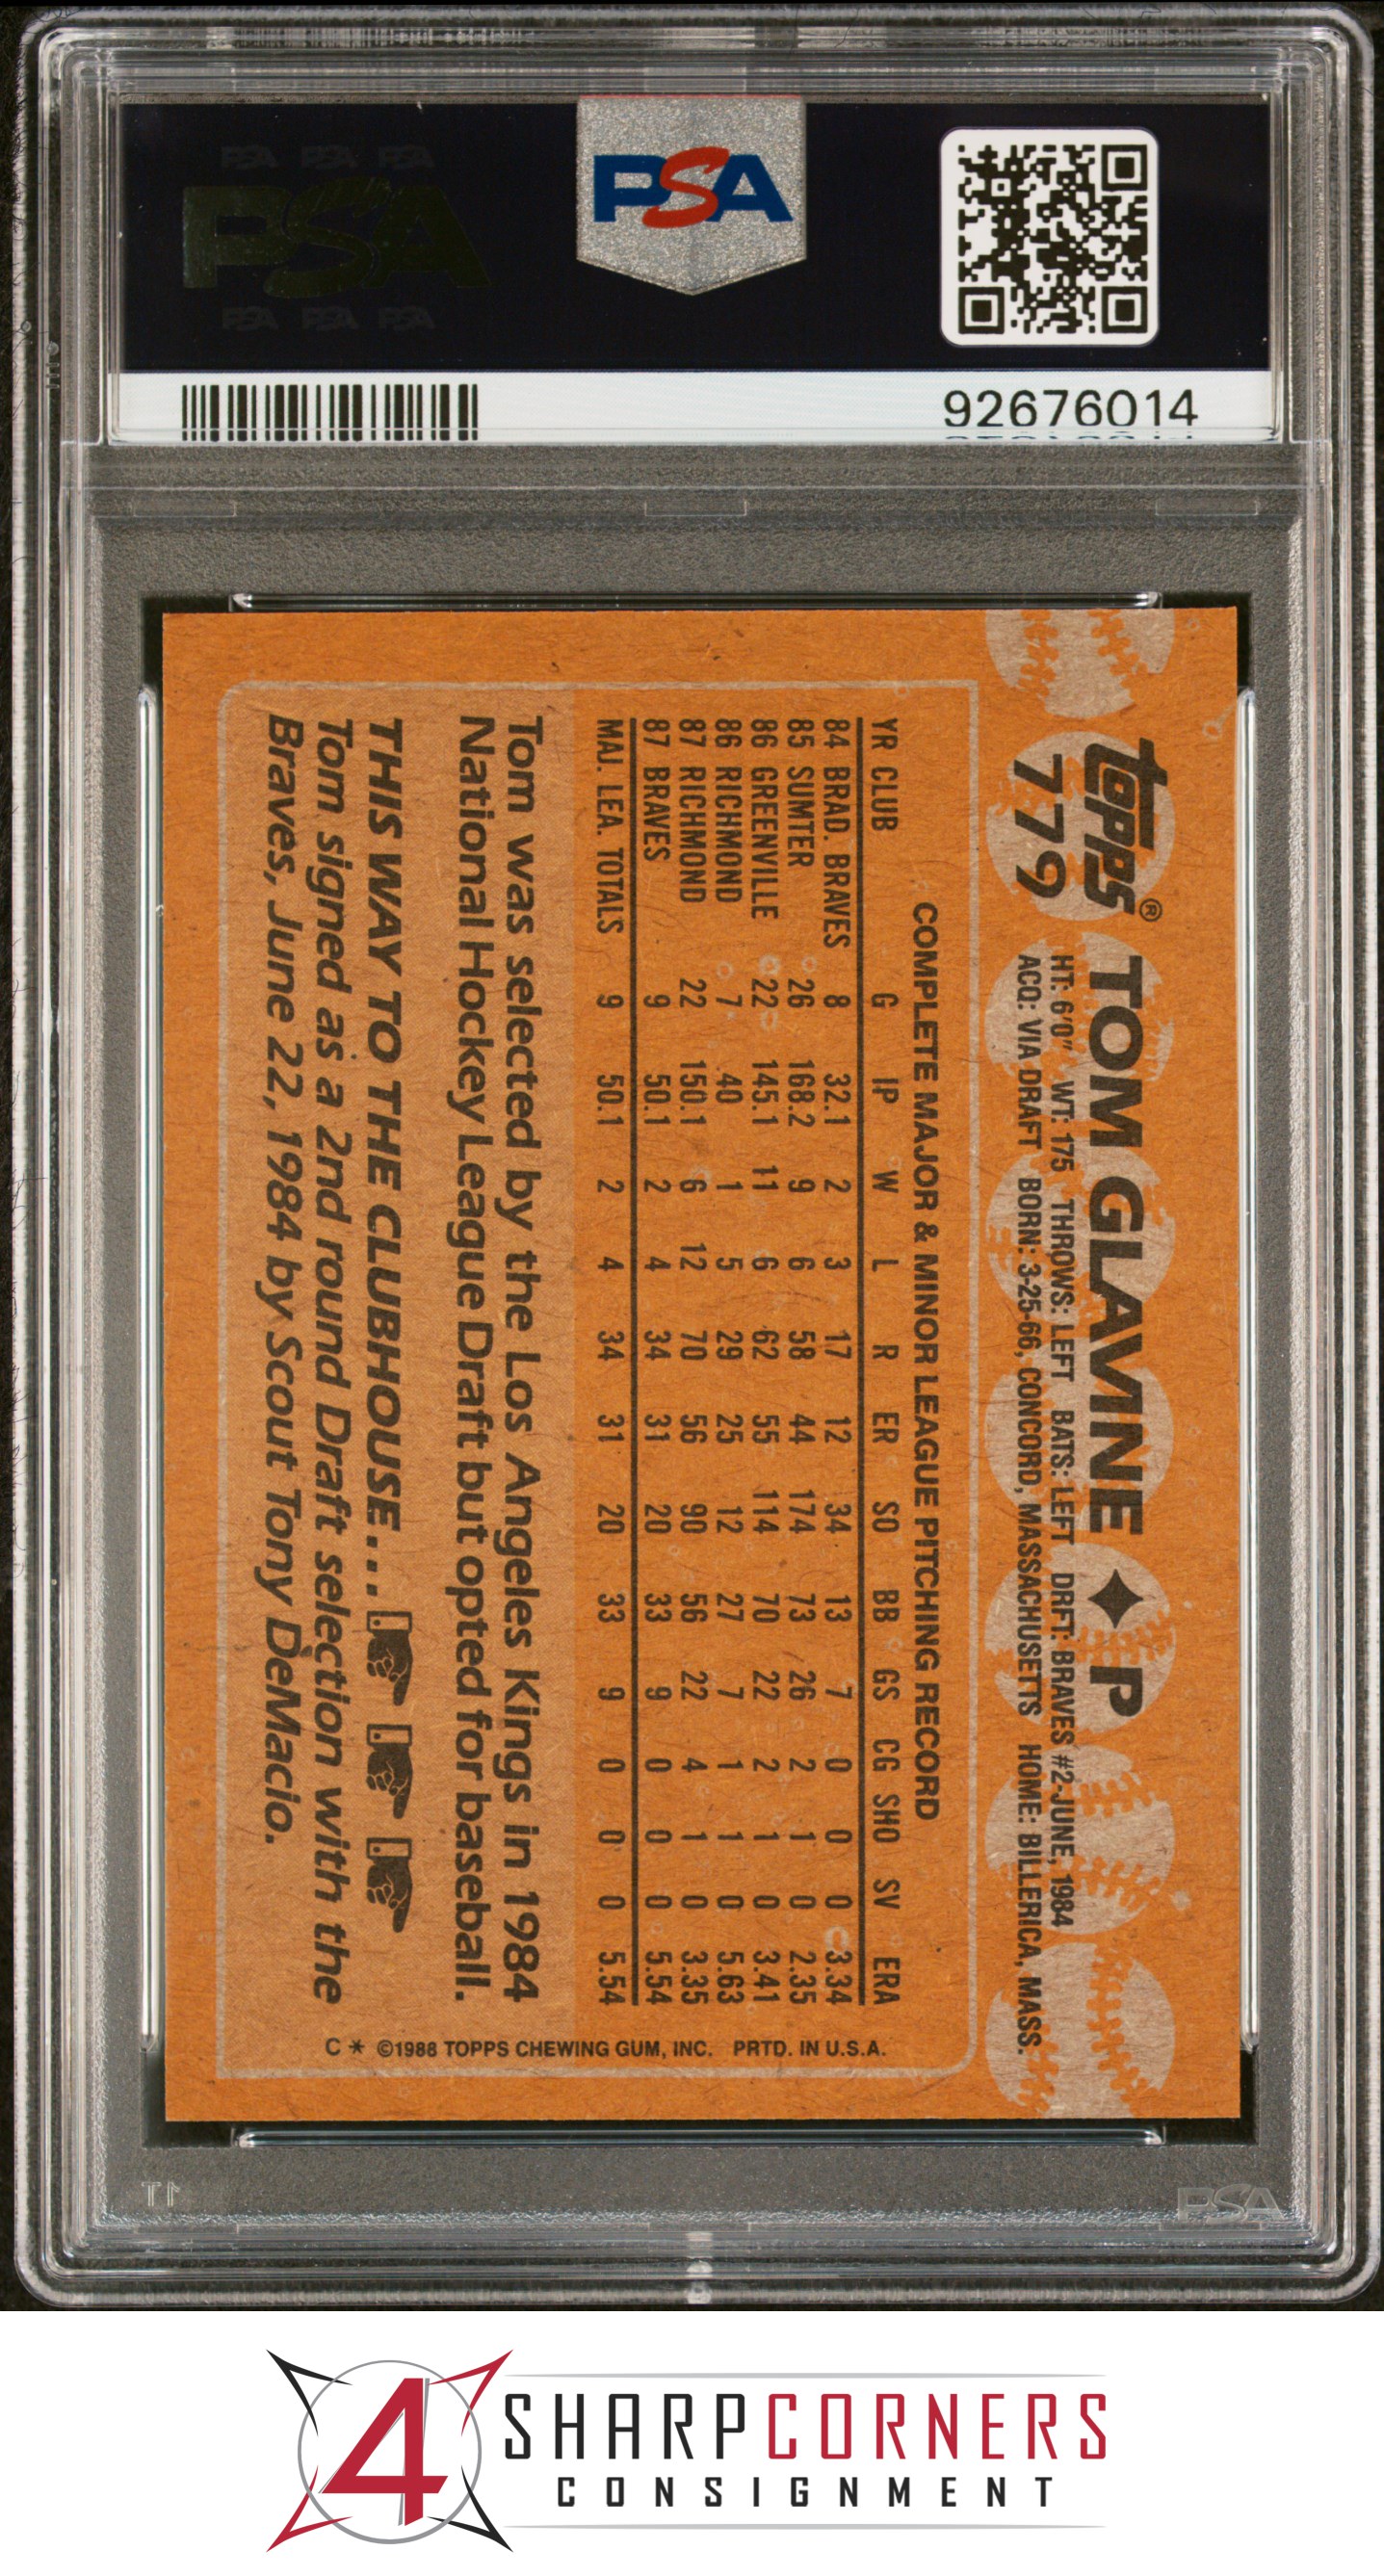 PSA PSA PSA
PSA
PSA PSA PSA
PSA
92676014
topps®
779
TOM GLAVINE ✦ P
HT: 6'0" WT: 175 THROWS: LEFT BATS: LEFT DRFT: BRAVES #2-JUNE, 1984
ACQ: VIA DRAFT BORN: 3-25-66, CONCORD, MASSACHUSETTS HOME: BILLERICA, MASS.
COMPLETE MAJOR & MINOR LEAGUE PITCHING RECORD
YR CLUB G IP W L R ER SO BB GS CG SHO SV ERA
84 BRAD. BRAVES 8 32.1 2 3 17 12 34 13 7 0 0 0 3.34
85 SUMTER 26 168.2 9 6 58 44 174 73 26 2 1 0 2.35
86 GREENVILLE 22 145.1 11 6 62 55 114 70 22 2 1 0 3.41
86 RICHMOND 7 40 1 5 29 25 12 27 7 1 1 0 5.63
87 RICHMOND 22 150.1 6 12 70 56 90 56 22 4 1 0 3.35
87 BRAVES 9 50.1 2 4 34 31 20 33 9 0 0 0 5.54
MAJ. LEA. TOTALS 9 50.1 2 4 34 31 20 33 9 0 0 0 5.54
Tom was selected by the Los Angeles Kings in 1984
National Hockey League Draft but opted for baseball.
THIS WAY TO THE CLUBHOUSE...
Tom signed as a 2nd round Draft selection with the
Braves, June 22, 1984 by Scout Tony DeMacio.
C * ©1988 TOPPS CHEWING GUM, INC. PRTD. IN U.S.A.
PSA
4 SHARPCORNERS
CONSIGNMENT